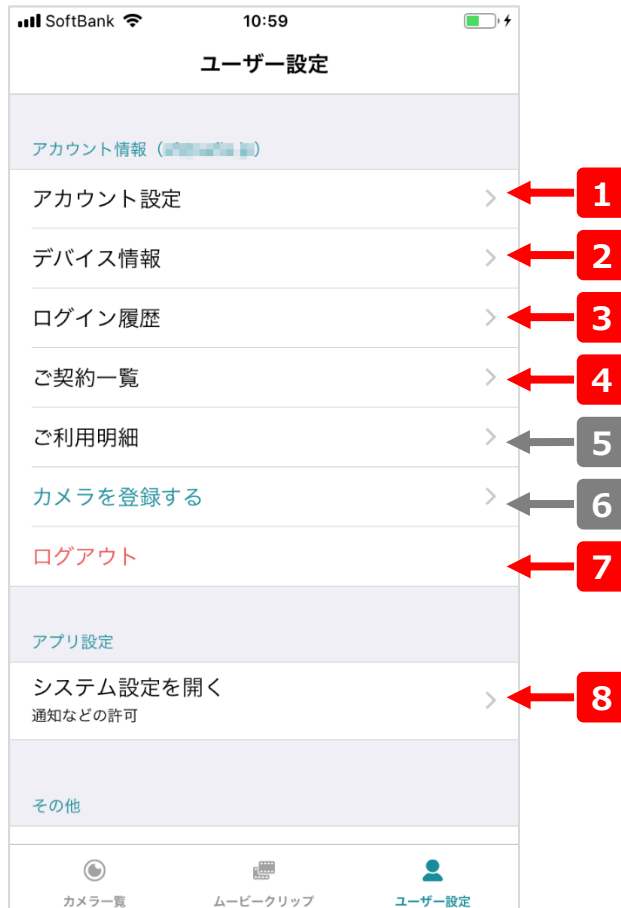 SoftBank 10:59
ユーザー設定
アカウント情報（ ）
アカウント設定 1
デバイス情報 2
ログイン履歴 3
ご契約一覧 4
ご利用明細 5
カメラを登録する 6
ログアウト 7
アプリ設定
システム設定を開く 8
通知などの許可
その他
カメラ一覧 ムービークリップ ユーザー設定